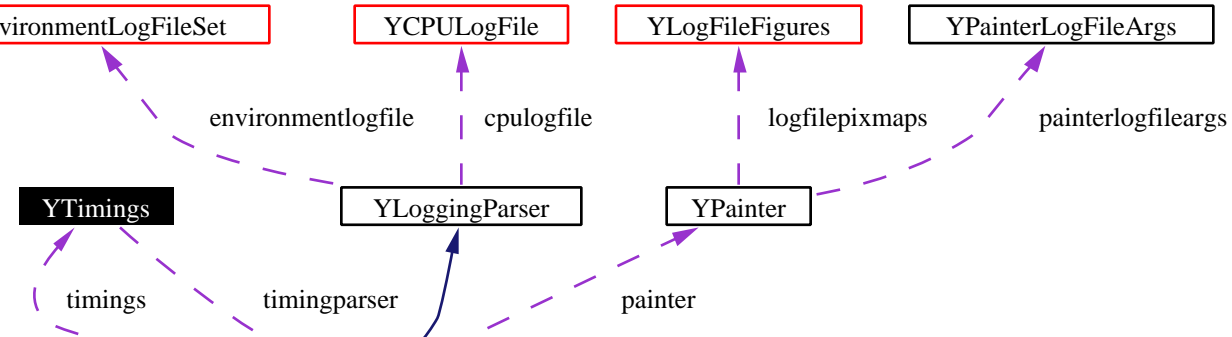 vironmentLogFileSet
YCPULogFile
YLogFileFigures
YPainterLogFileArgs
environmentlogfile
cpulogfile
logfilepixmaps
painterlogfileargs
YTimings
YLoggingParser
YPainter
timings
timingparser
painter